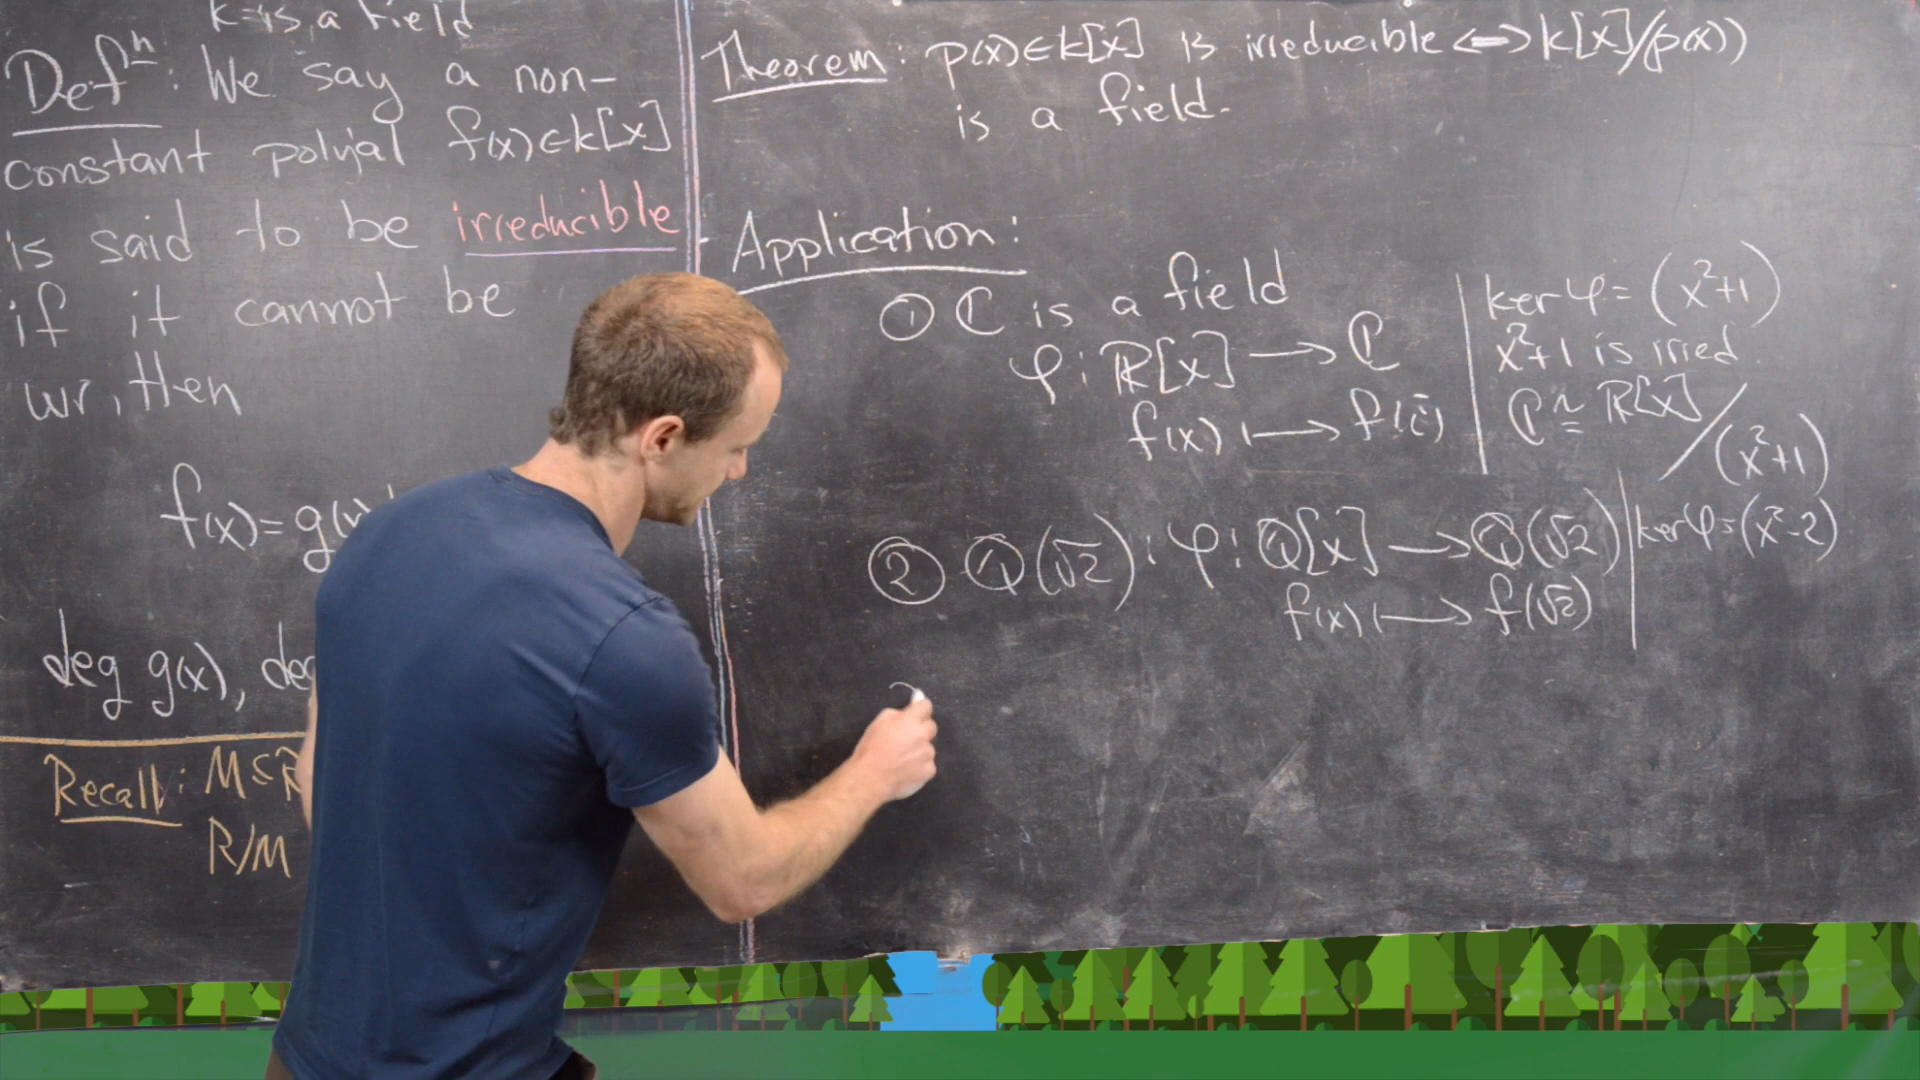 k is a field
Defⁿ: We say a non-
constant polyal f(x)∈k[x]
is said to be irreducible
if it cannot be
written
f(x)=g(x)
deg g(x), deg
Recall: M⊆R
R/M
Theorem: p(x)∈k[x] is irreducible ⟺ k[x]/(p(x))
is a field.
Application:
① ℂ is a field
φ: ℝ[x] ⟶ ℂ
f(x) ⟼ f(i)
ker φ = (x²+1)
x²+1 is irred.
ℂ ≅ ℝ[x]/(x²+1)
② ℚ(√2): φ: ℚ[x] ⟶ ℚ(√2)
f(x) ⟼ f(√2)
ker φ = (x²-2)